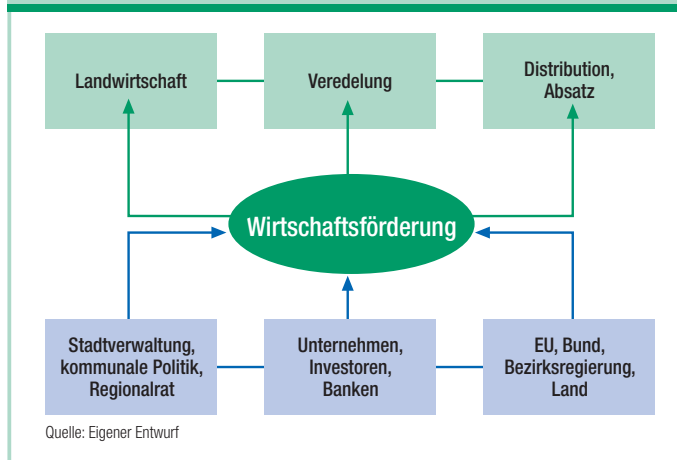 Landwirtschaft
Veredelung
Distribution,
Absatz
Wirtschaftsförderung
Stadtverwaltung,
kommunale Politik,
Regionalrat
Unternehmen,
Investoren,
Banken
EU, Bund,
Bezirksregierung,
Land
Quelle: Eigener Entwurf